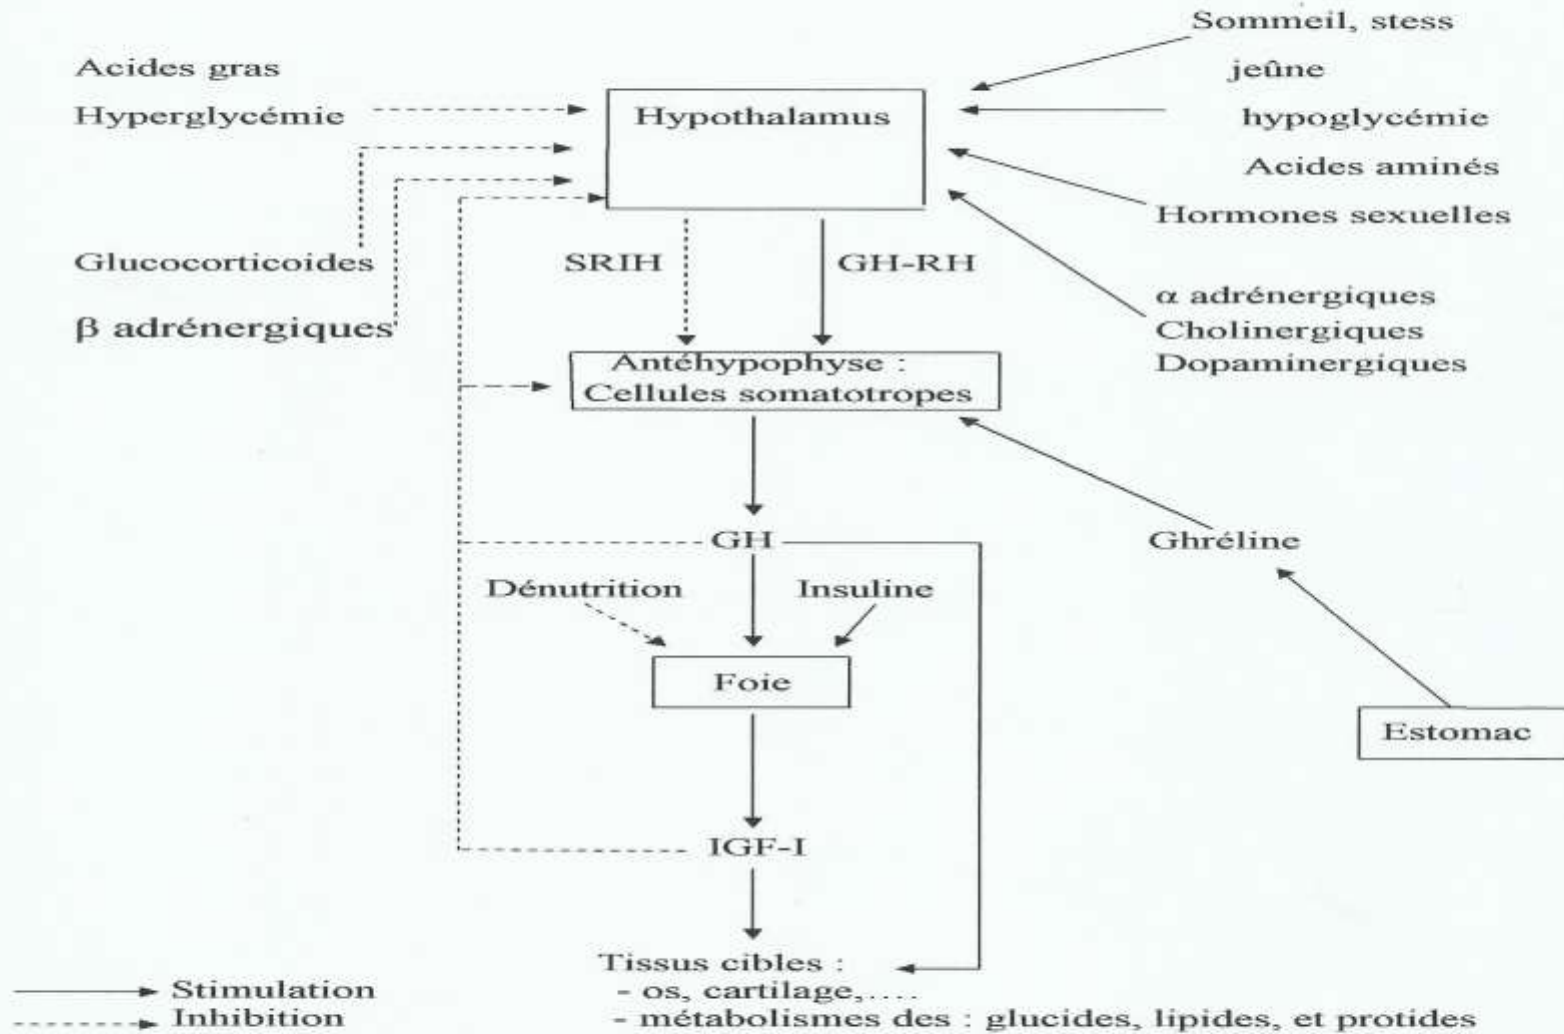 Sommeil, stess
Acides gras
jeûne
Hyperglycémie
Hypothalamus
hypoglycémie
Acides aminés
Hormones sexuelles
Glucocorticoides
SRIH
GH-RH
α adrénergiques
β adrénergiques
Cholinergiques
Dopaminergiques
Antéhypophyse :
Cellules somatotropes
GH
Ghréline
Dénutrition
Insuline
Foie
Estomac
IGF-I
Tissus cibles :
- os, cartilage,....
- métabolismes des : glucides, lipides, et protides
Stimulation
Inhibition